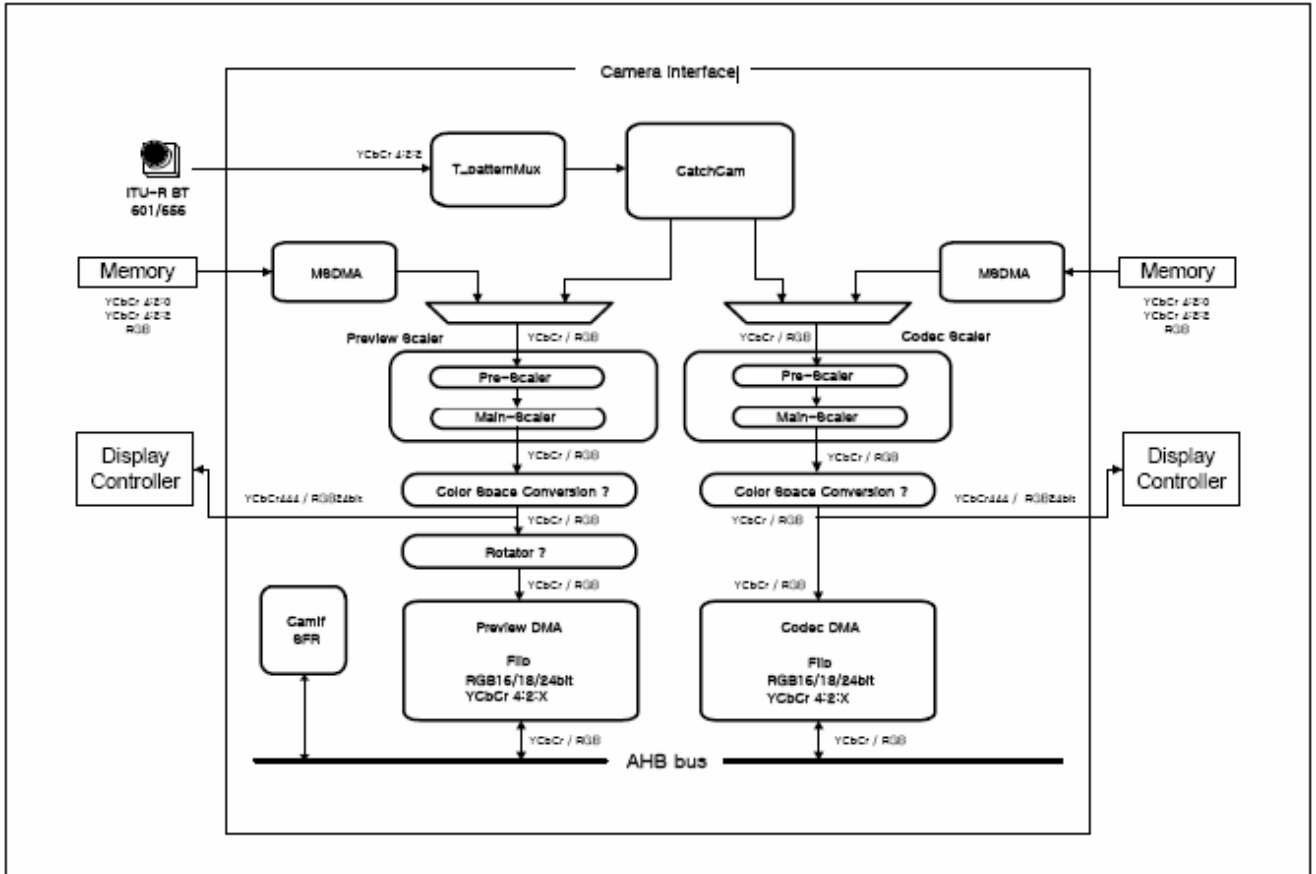 Camera Interface
YCbCr 4:2:2
T_patternMux
CatchCam
ITU-R BT
601/656
Memory
MSDMA
MSDMA
Memory
YCbCr 4:2:0
YCbCr 4:2:2
RGB
YCbCr 4:2:0
YCbCr 4:2:2
RGB
Preview Scaler
YCbCr / RGB
YCbCr / RGB
Codec Scaler
Pre-Scaler
Pre-Scaler
Main-Scaler
Main-Scaler
Display
Controller
YCbCr / RGB
YCbCr / RGB
Display
Controller
Color Space Conversion ?
Color Space Conversion ?
YCbCr444 / RGB24bit
YCbCr444 / RGB24bit
YCbCr / RGB
YCbCr / RGB
Rotator ?
YCbCr / RGB
YCbCr / RGB
CamIf
SFR
Preview DMA
Flip
RGB16/18/24bit
YCbCr 4:2:X
Codec DMA
Flip
RGB16/18/24bit
YCbCr 4:2:X
YCbCr / RGB
YCbCr / RGB
AHB bus